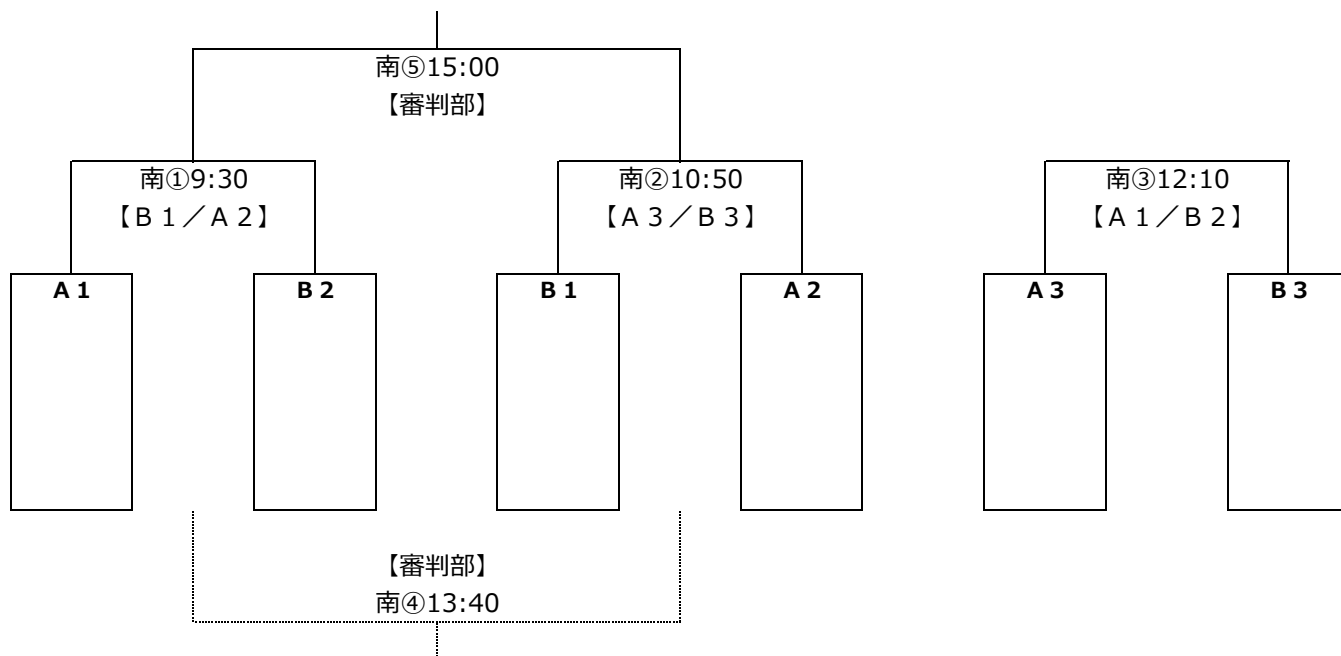 南⑤15:00
【審判部】
南①9:30
【Ｂ１／Ａ２】
南②10:50
【Ａ３／Ｂ３】
南③12:10
【Ａ１／Ｂ２】
Ａ１
Ｂ２
Ｂ１
Ａ２
Ａ３
Ｂ３
【審判部】
南④13:40